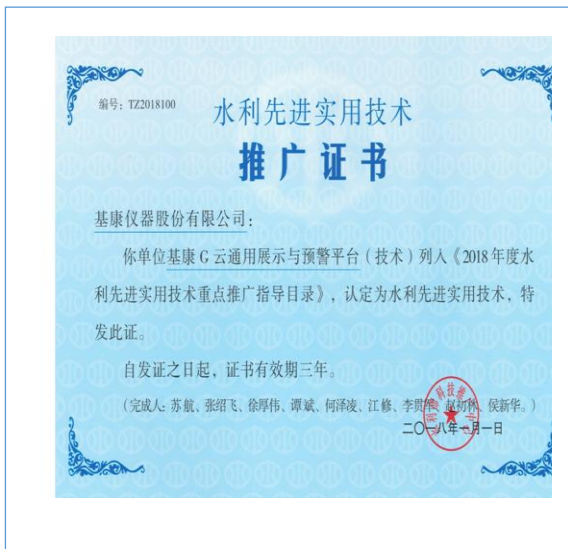 编号：TZ2018100
水利先进实用技术
推广证书
基康仪器股份有限公司：
你单位基康 G 云通用展示与预警平台（技术）列入《2018 年度水
利先进实用技术重点推广指导目录》，认定为水利先进实用技术，特
发此证。
自发证之日起，证书有效期三年。
（完成人：苏航、张绍飞、徐厚伟、谭斌、何泽凌、江修、李贯军、赵初林、侯新华。）
二〇一八年一月一日